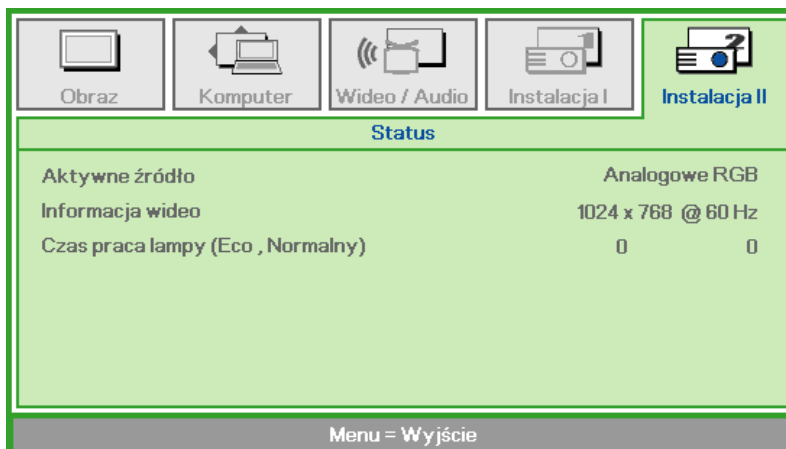 Obraz
Komputer
Wideo / Audio
Instalacja I
Instalacja II
Status
Aktywne źródło Analogowe RGB
Informacja wideo 1024 x 768 @ 60 Hz
Czas praca lampy (Eco , Normalny) 0 0
Menu = Wyjście